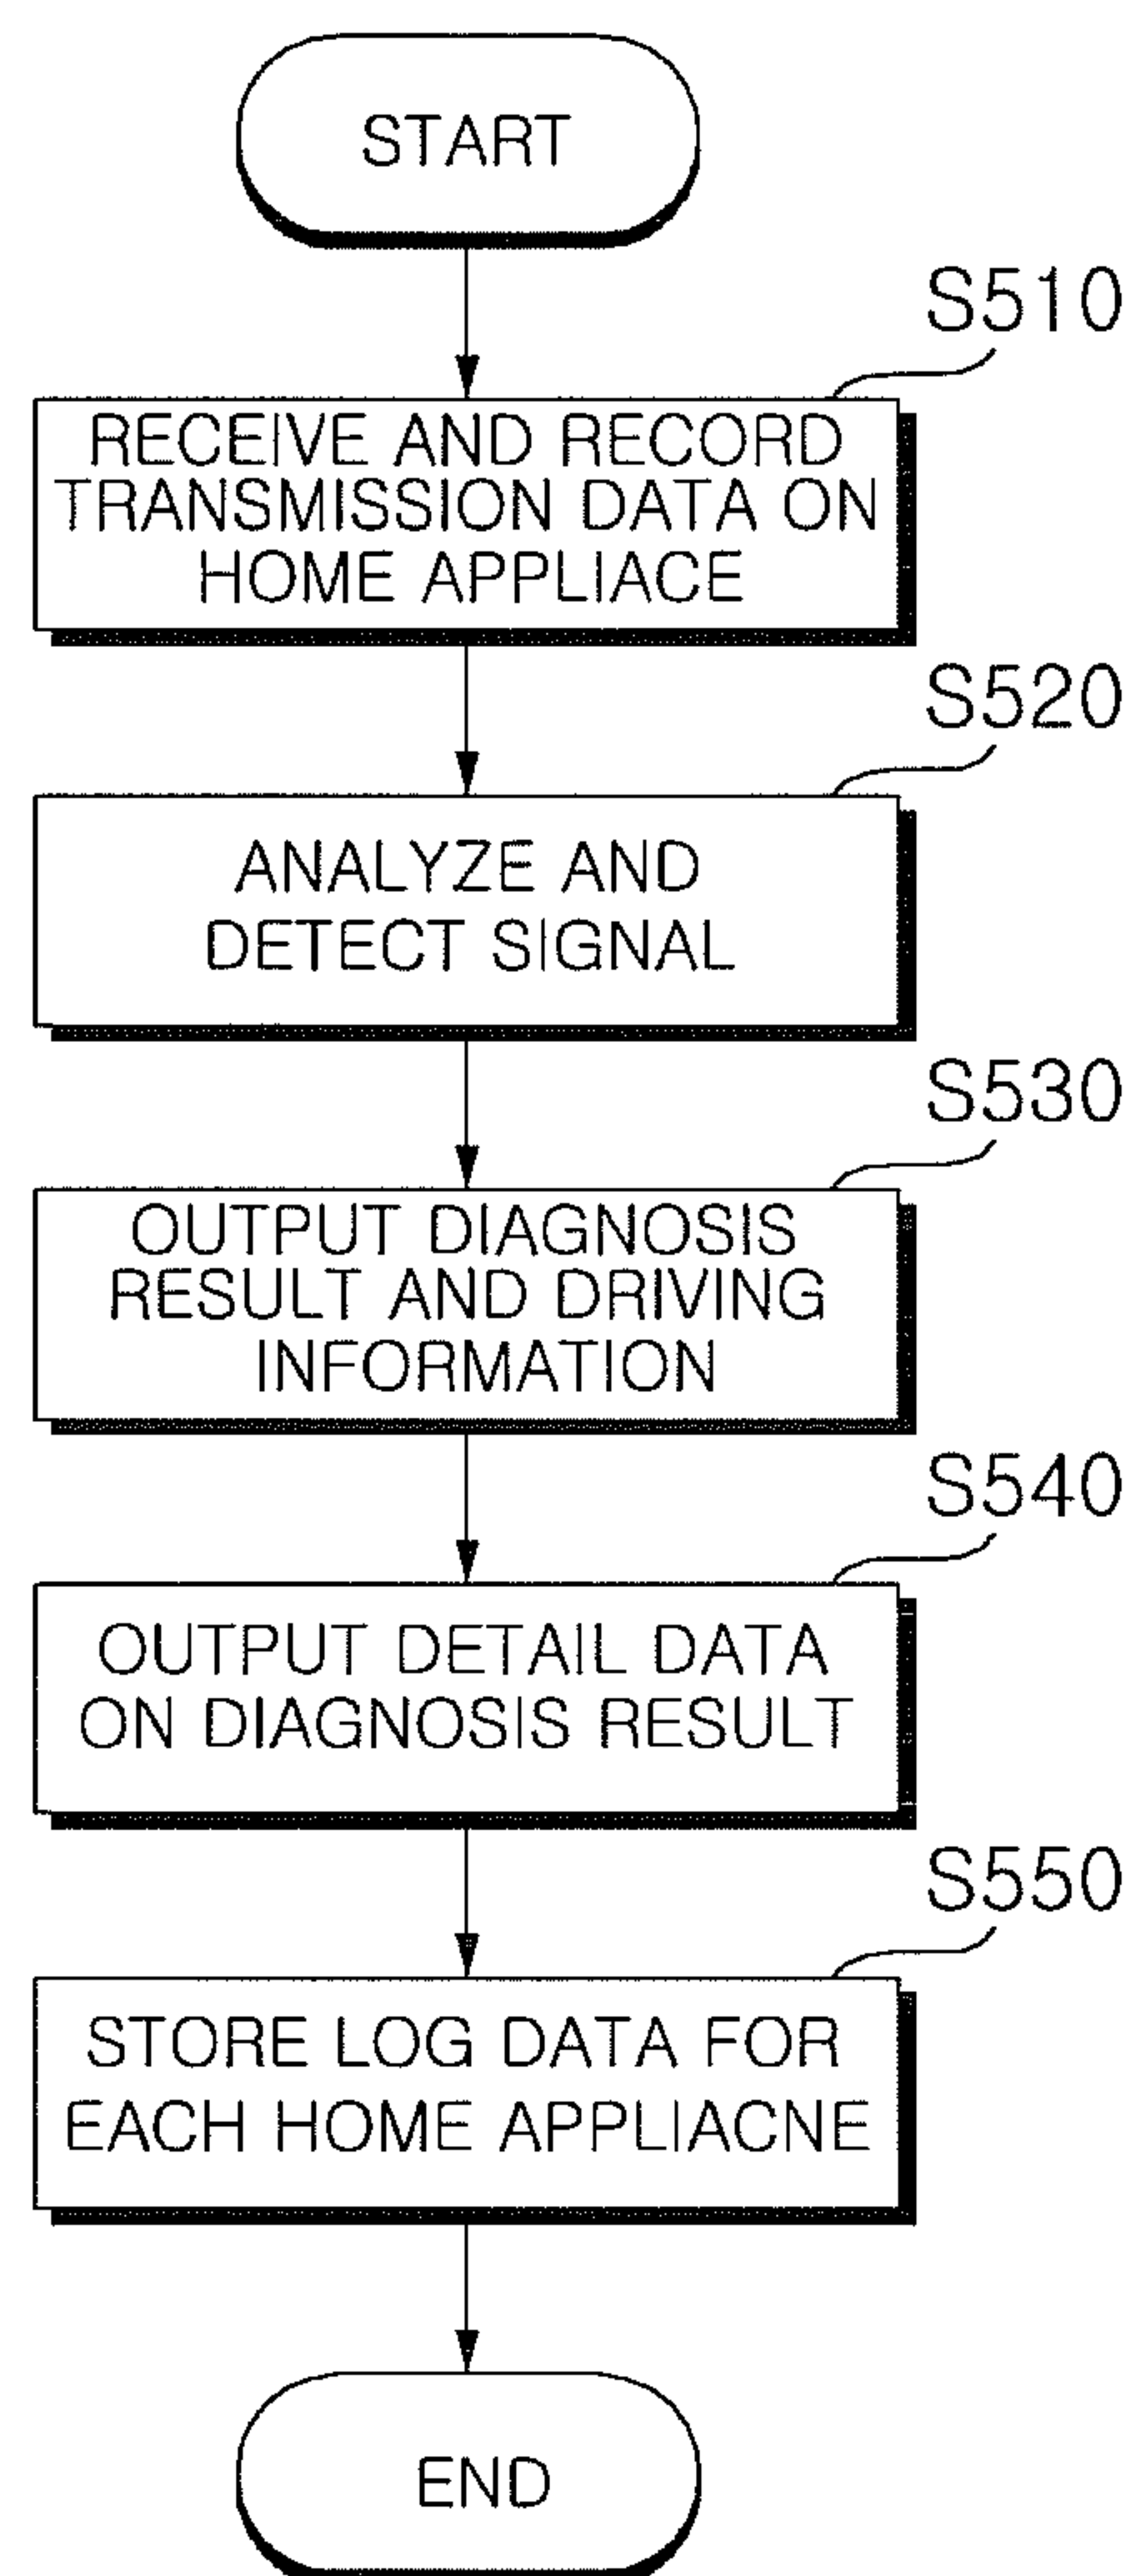 START
S510
RECEIVE AND RECORD
TRANSMISSION DATA ON
HOME APPLIACE
S520
ANALYZE AND
DETECT SIGNAL
S530
OUTPUT DIAGNOSIS
RESULT AND DRIVING
INFORMATION
S540
OUTPUT DETAIL DATA
ON DIAGNOSIS RESULT
S550
STORE LOG DATA FOR
EACH HOME APPLIACNE
END